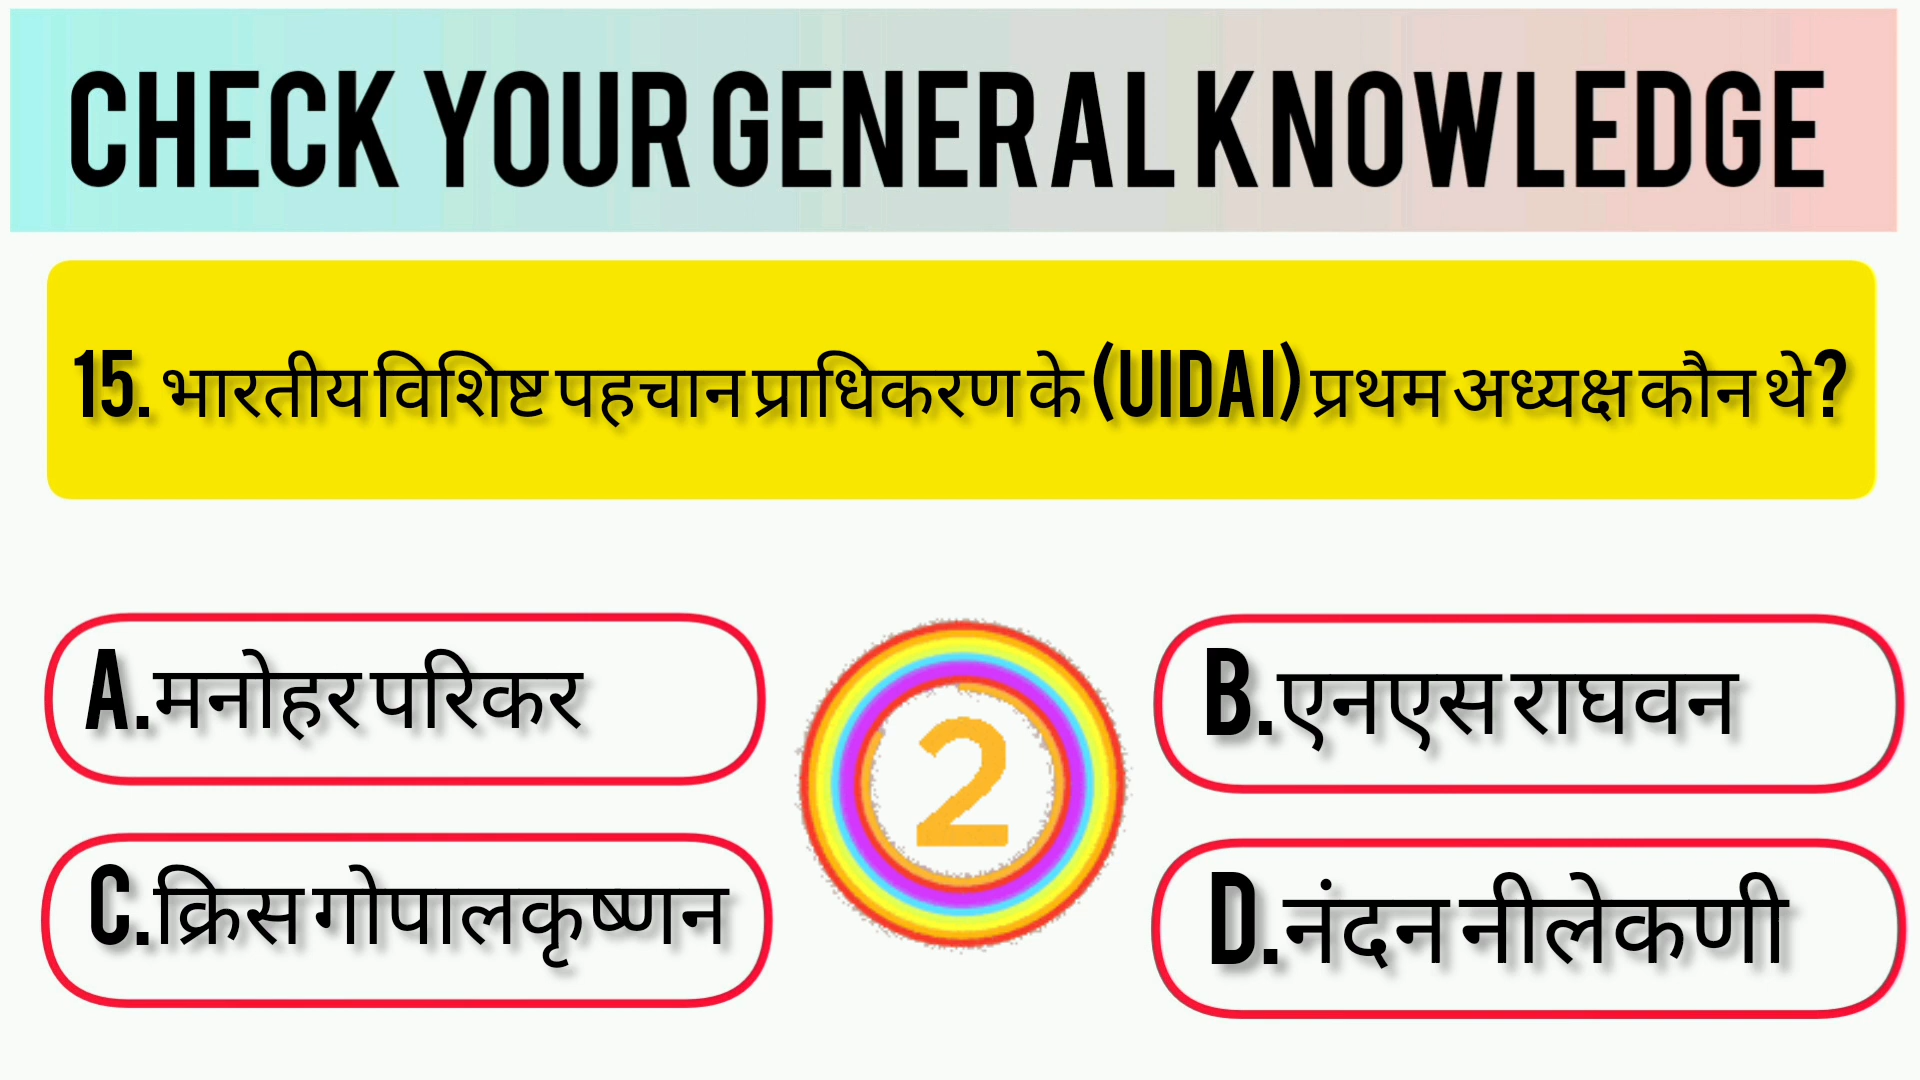 CHECK YOUR GENERAL KNOWLEDGE
15. भारतीय विशिष्ट पहचान प्राधिकरण के (UIDAI) प्रथम अध्यक्ष कौन थे?
A.मनोहर परिकर
B.एनएस राघवन
2
C.क्रिस गोपालकृष्णन
D.नंदन नीलेकणी